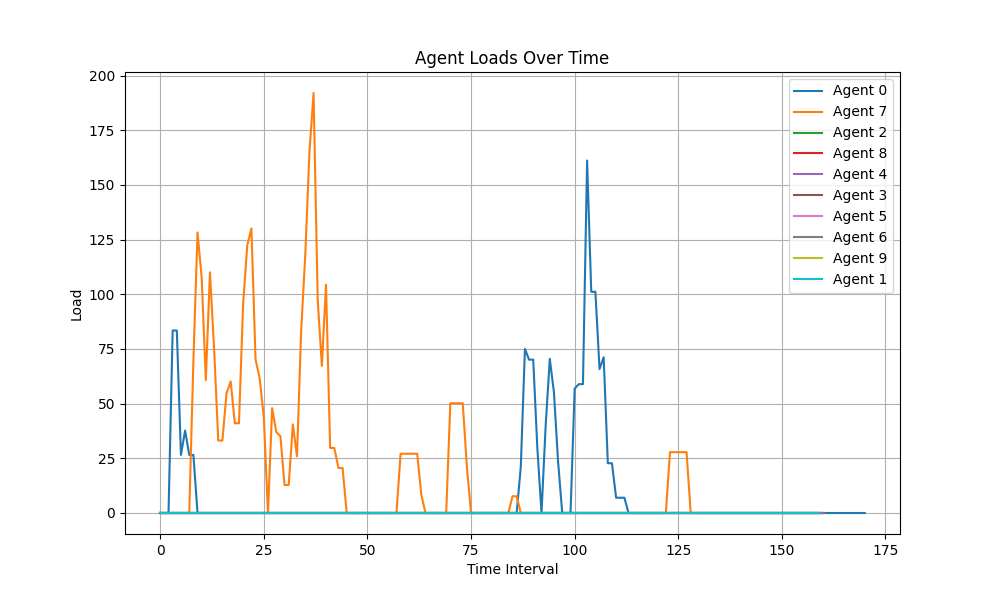 Agent Loads Over Time
Load
200
175
150
125
100
75
50
25
0
0 25 50 75 100 125 150 175
Time Interval
Agent 0
Agent 7
Agent 2
Agent 8
Agent 4
Agent 3
Agent 5
Agent 6
Agent 9
Agent 1